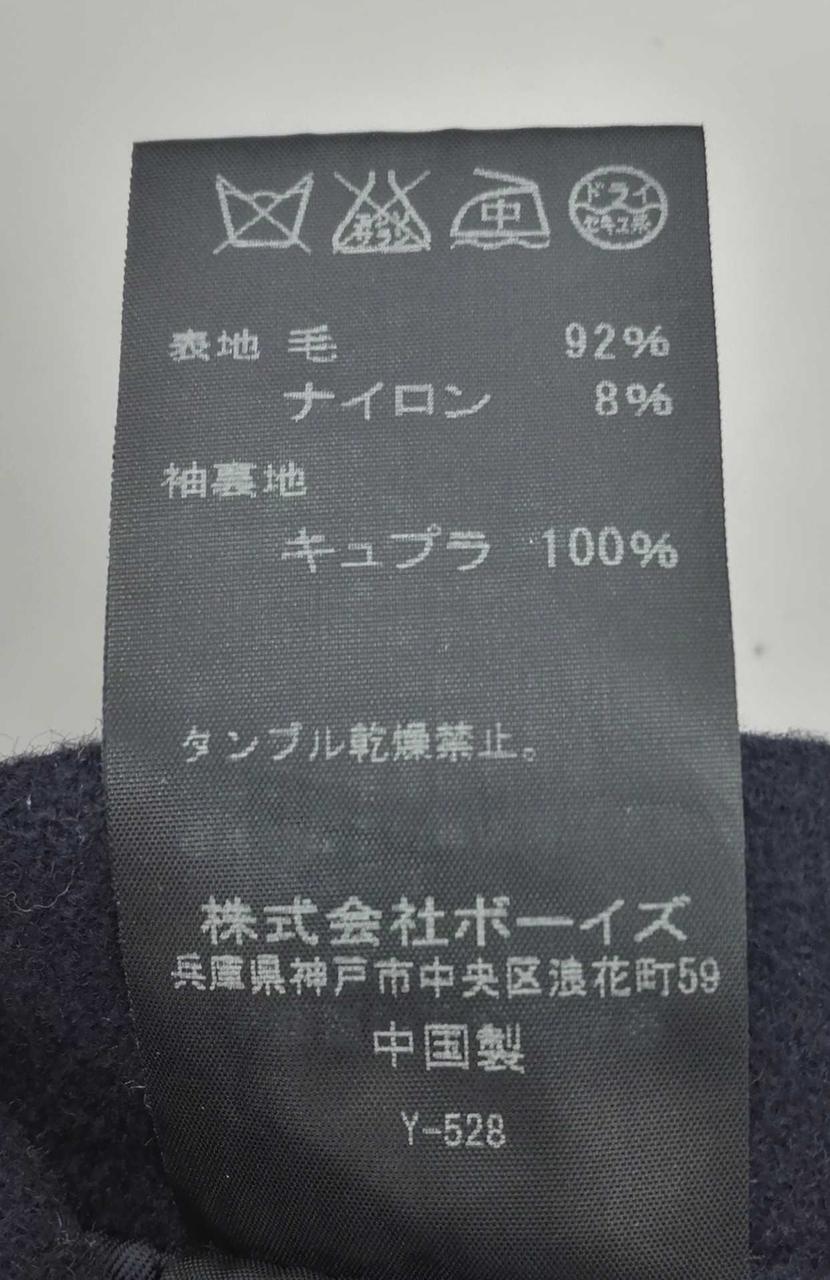 中 ドライ
セキユ系
表地 毛 92%
ナイロン 8%
袖裏地
キュプラ 100%
タンブル乾燥禁止。
株式会社ボーイズ
兵庫県神戸市中央区浪花町59
中国製
Y-528